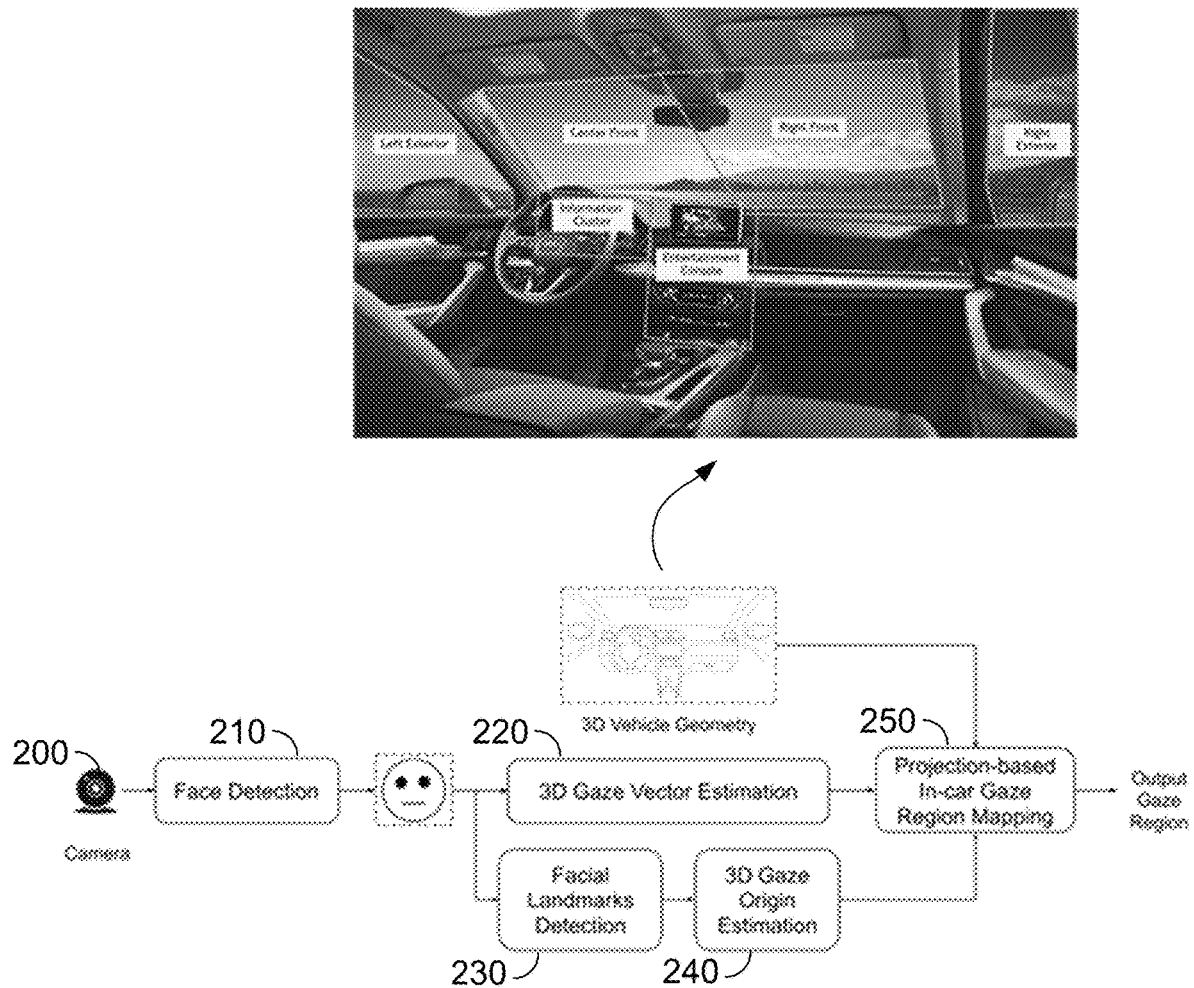 Left Exterior
Center Front
Right Front
Right
Exterior
Information
Cluster
Entertainment
Console
3D Vehicle Geometry
200
210
220
250
Face Detection
3D Gaze Vector Estimation
Projection-based
In-car Gaze
Region Mapping
Output
Gaze
Region
Camera
Facial
Landmarks
Detection
3D Gaze
Origin
Estimation
230
240